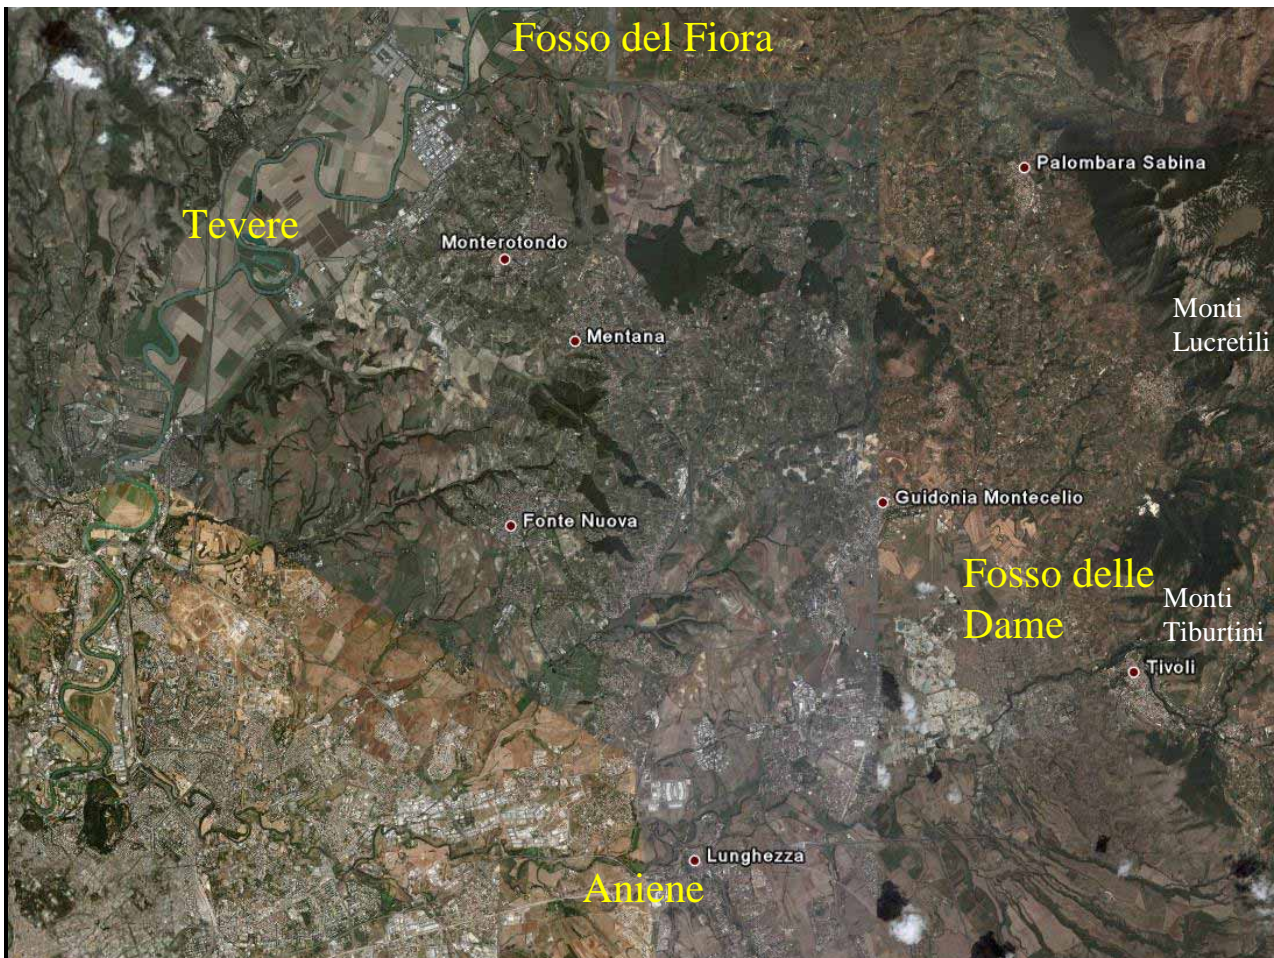 Fosso del Fiora
Palombara Sabina
Tevere
Monterotondo
Monti
Lucretili
Mentana
Guidonia Montecelio
Fonte Nuova
Fosso delle
Dame
Monti
Tiburtini
Tivoli
Lunghezza
Aniene